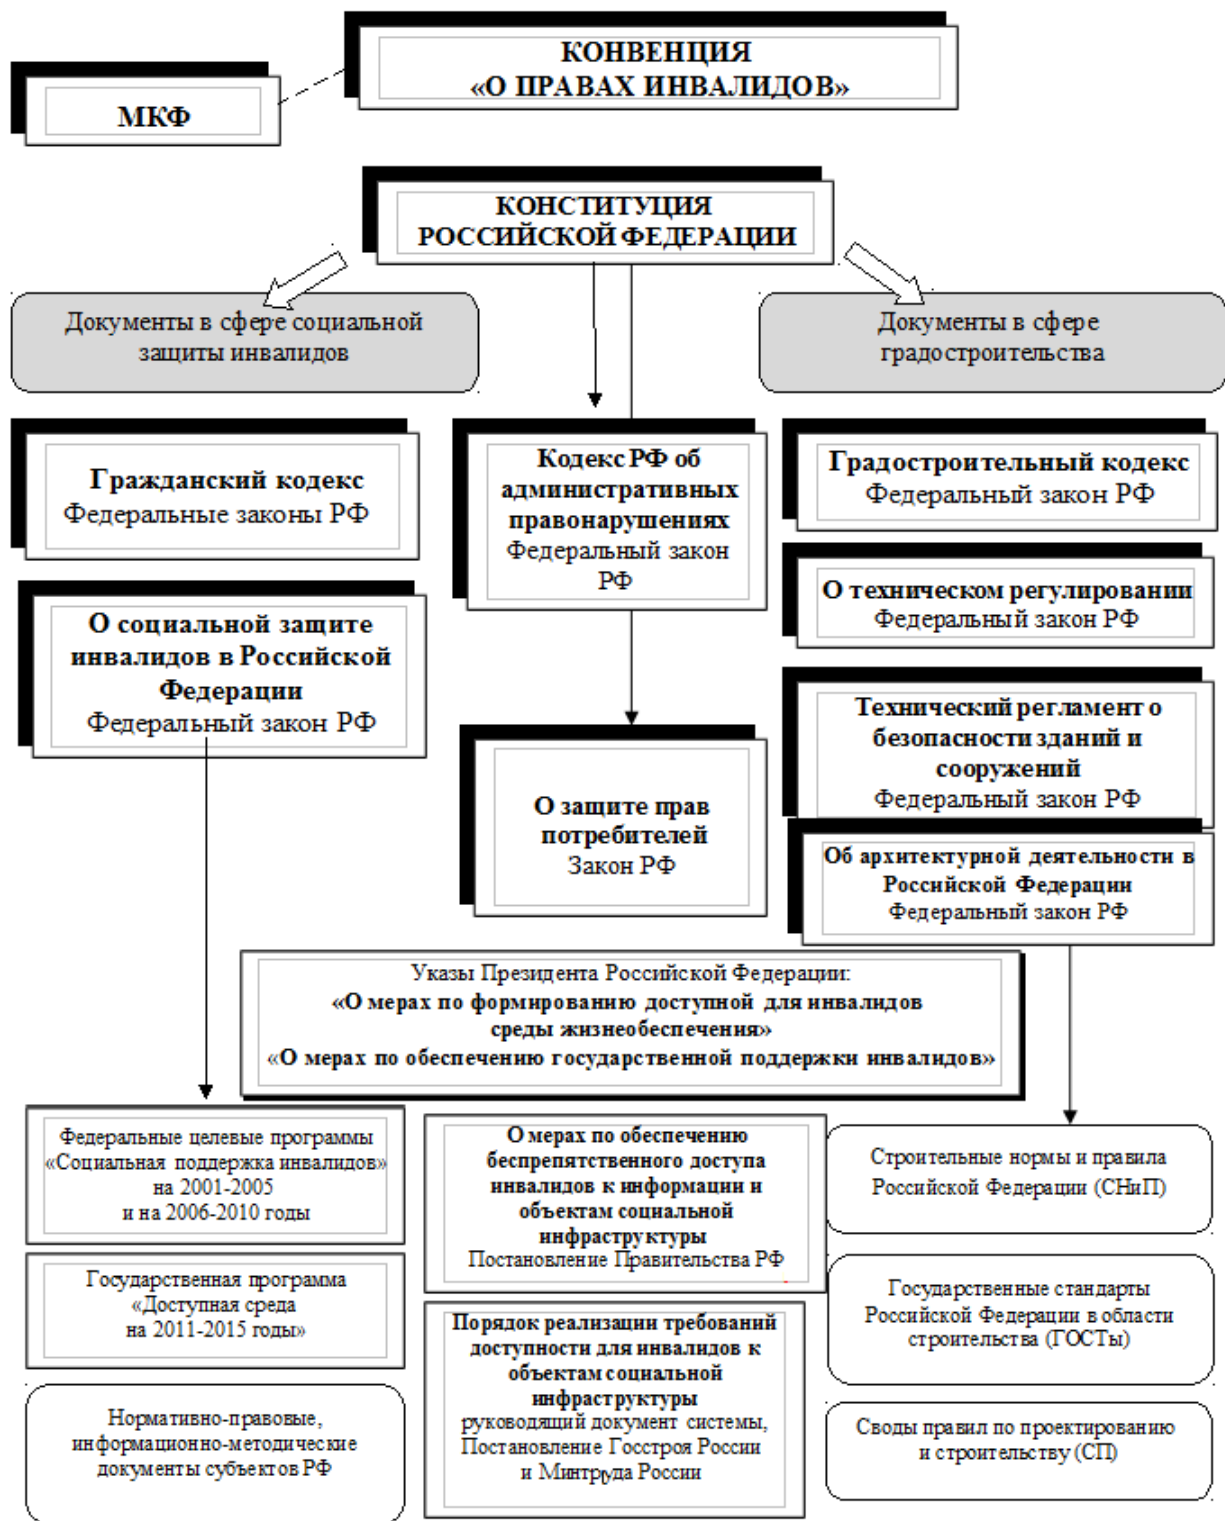 КОНВЕНЦИЯ
«О ПРАВАХ ИНВАЛИДОВ»
МКФ
КОНСТИТУЦИЯ
РОССИЙСКОЙ ФЕДЕРАЦИИ
Документы в сфере социальной
защиты инвалидов
Документы в сфере
градостроительства
Гражданский кодекс
Федеральные законы РФ
О социальной защите
инвалидов в Российской
Федерации
Федеральный закон РФ
Кодекс РФ об
административных
правонарушениях
Федеральный закон
РФ
О защите прав
потребителей
Закон РФ
Градостроительный кодекс
Федеральный закон РФ
О техническом регулировании
Федеральный закон РФ
Технический регламент о
безопасности зданий и
сооружений
Федеральный закон РФ
Об архитектурной деятельности в
Российской Федерации
Федеральный закон РФ
Указы Президента Российской Федерации:
«О мерах по формированию доступной для инвалидов
среды жизнеобеспечения»
«О мерах по обеспечению государственной поддержки инвалидов»
Федеральные целевые программы
«Социальная поддержка инвалидов»
на 2001-2005
и на 2006-2010 годы
Государственная программа
«Доступная среда
на 2011-2015 годы»
Нормативно-правовые,
информационно-методические
документы субъектов РФ
О мерах по обеспечению
беспрепятственного доступа
инвалидов к информации и
объектам социальной
инфраструктуры
Постановление Правительства РФ
Порядок реализации требований
доступности для инвалидов к
объектам социальной
инфраструктуры
руководящий документ системы,
Постановление Госстроя России
и Минтруда России
Строительные нормы и правила
Российской Федерации (СНиП)
Государственные стандарты
Российской Федерации в области
строительства (ГОСТы)
Своды правил по проектированию
и строительству (СП)